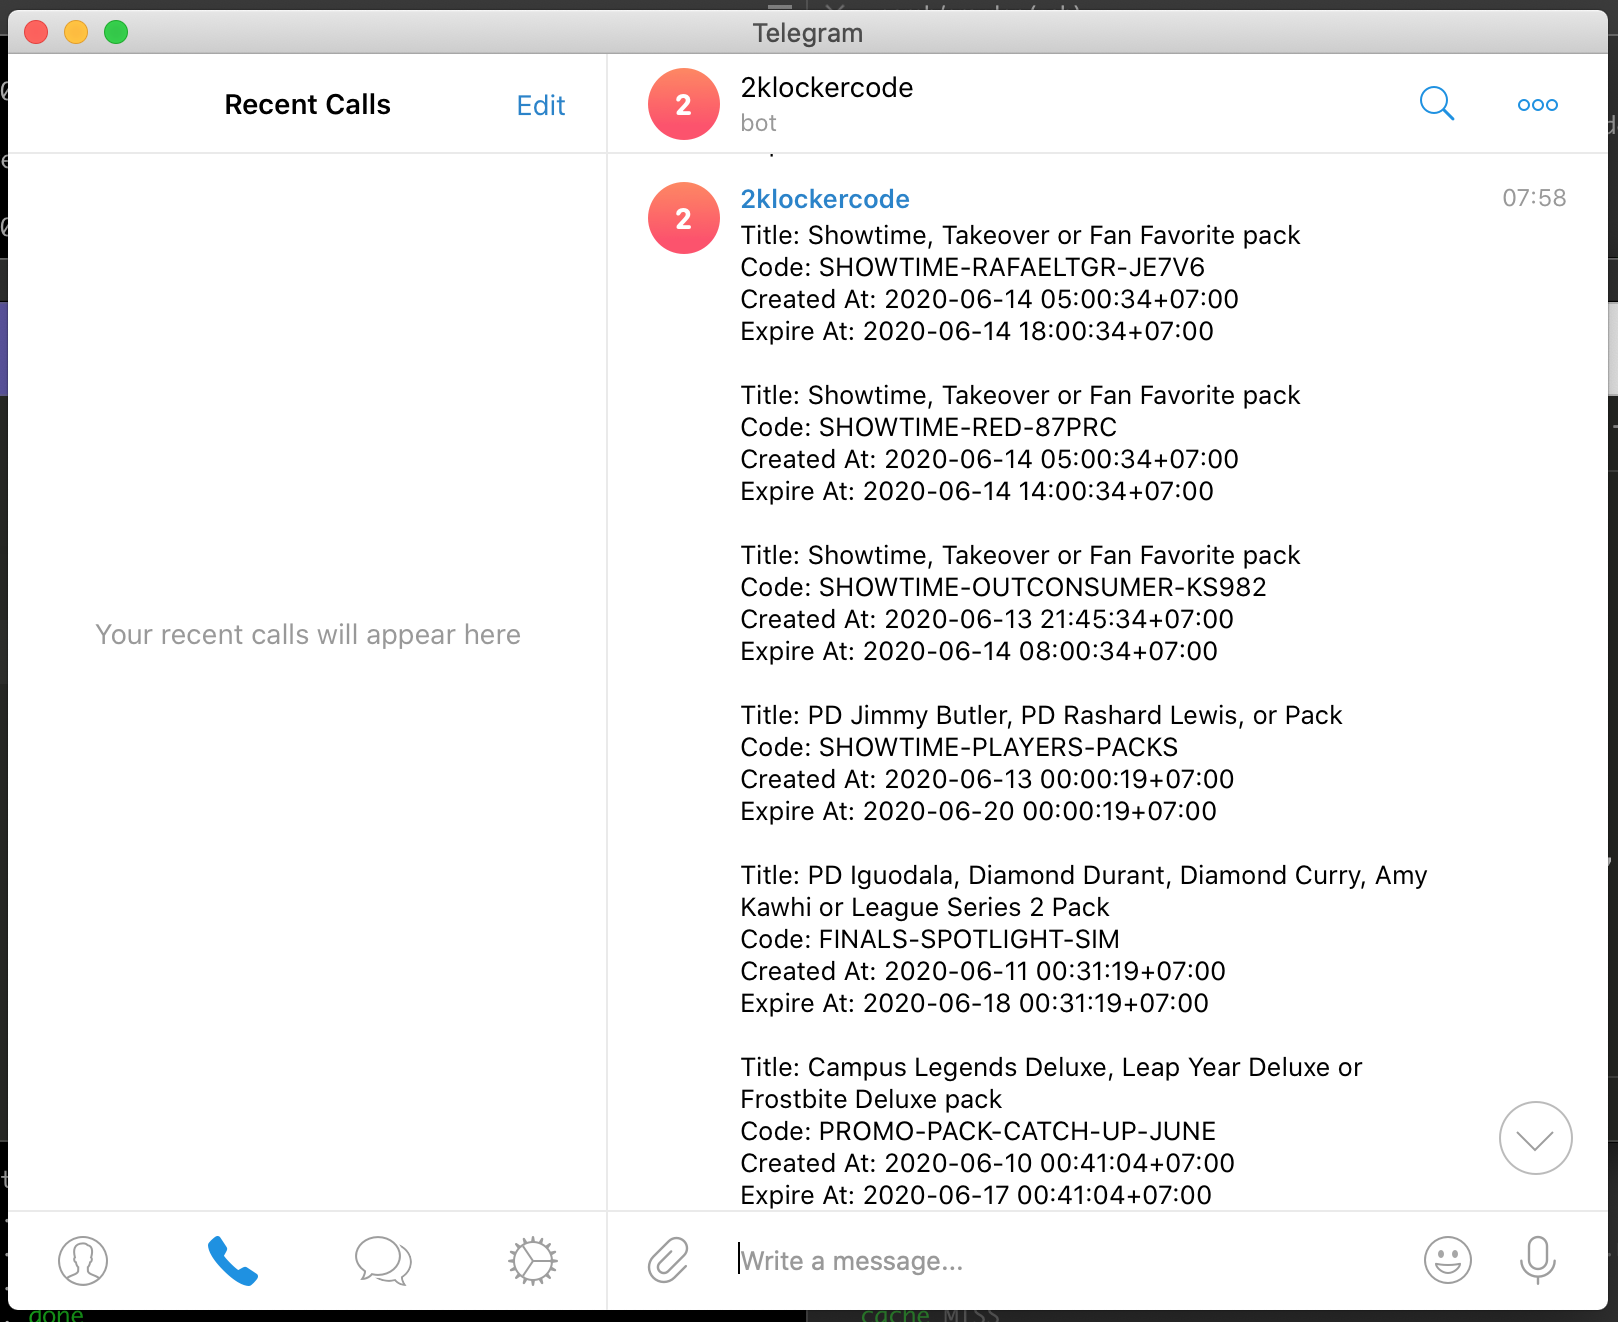 Telegram
Recent Calls
Edit
2
2klockercode
bot
Your recent calls will appear here
2
2klockercode
07:58
Title: Showtime, Takeover or Fan Favorite pack
Code: SHOWTIME-RAFAELTGR-JE7V6
Created At: 2020-06-14 05:00:34+07:00
Expire At: 2020-06-14 18:00:34+07:00
Title: Showtime, Takeover or Fan Favorite pack
Code: SHOWTIME-RED-87PRC
Created At: 2020-06-14 05:00:34+07:00
Expire At: 2020-06-14 14:00:34+07:00
Title: Showtime, Takeover or Fan Favorite pack
Code: SHOWTIME-OUTCONSUMER-KS982
Created At: 2020-06-13 21:45:34+07:00
Expire At: 2020-06-14 08:00:34+07:00
Title: PD Jimmy Butler, PD Rashard Lewis, or Pack
Code: SHOWTIME-PLAYERS-PACKS
Created At: 2020-06-13 00:00:19+07:00
Expire At: 2020-06-20 00:00:19+07:00
Title: PD Iguodala, Diamond Durant, Diamond Curry, Amy
Kawhi or League Series 2 Pack
Code: FINALS-SPOTLIGHT-SIM
Created At: 2020-06-11 00:31:19+07:00
Expire At: 2020-06-18 00:31:19+07:00
Title: Campus Legends Deluxe, Leap Year Deluxe or
Frostbite Deluxe pack
Code: PROMO-PACK-CATCH-UP-JUNE
Created At: 2020-06-10 00:41:04+07:00
Expire At: 2020-06-17 00:41:04+07:00
Write a message...
done
cache MISS